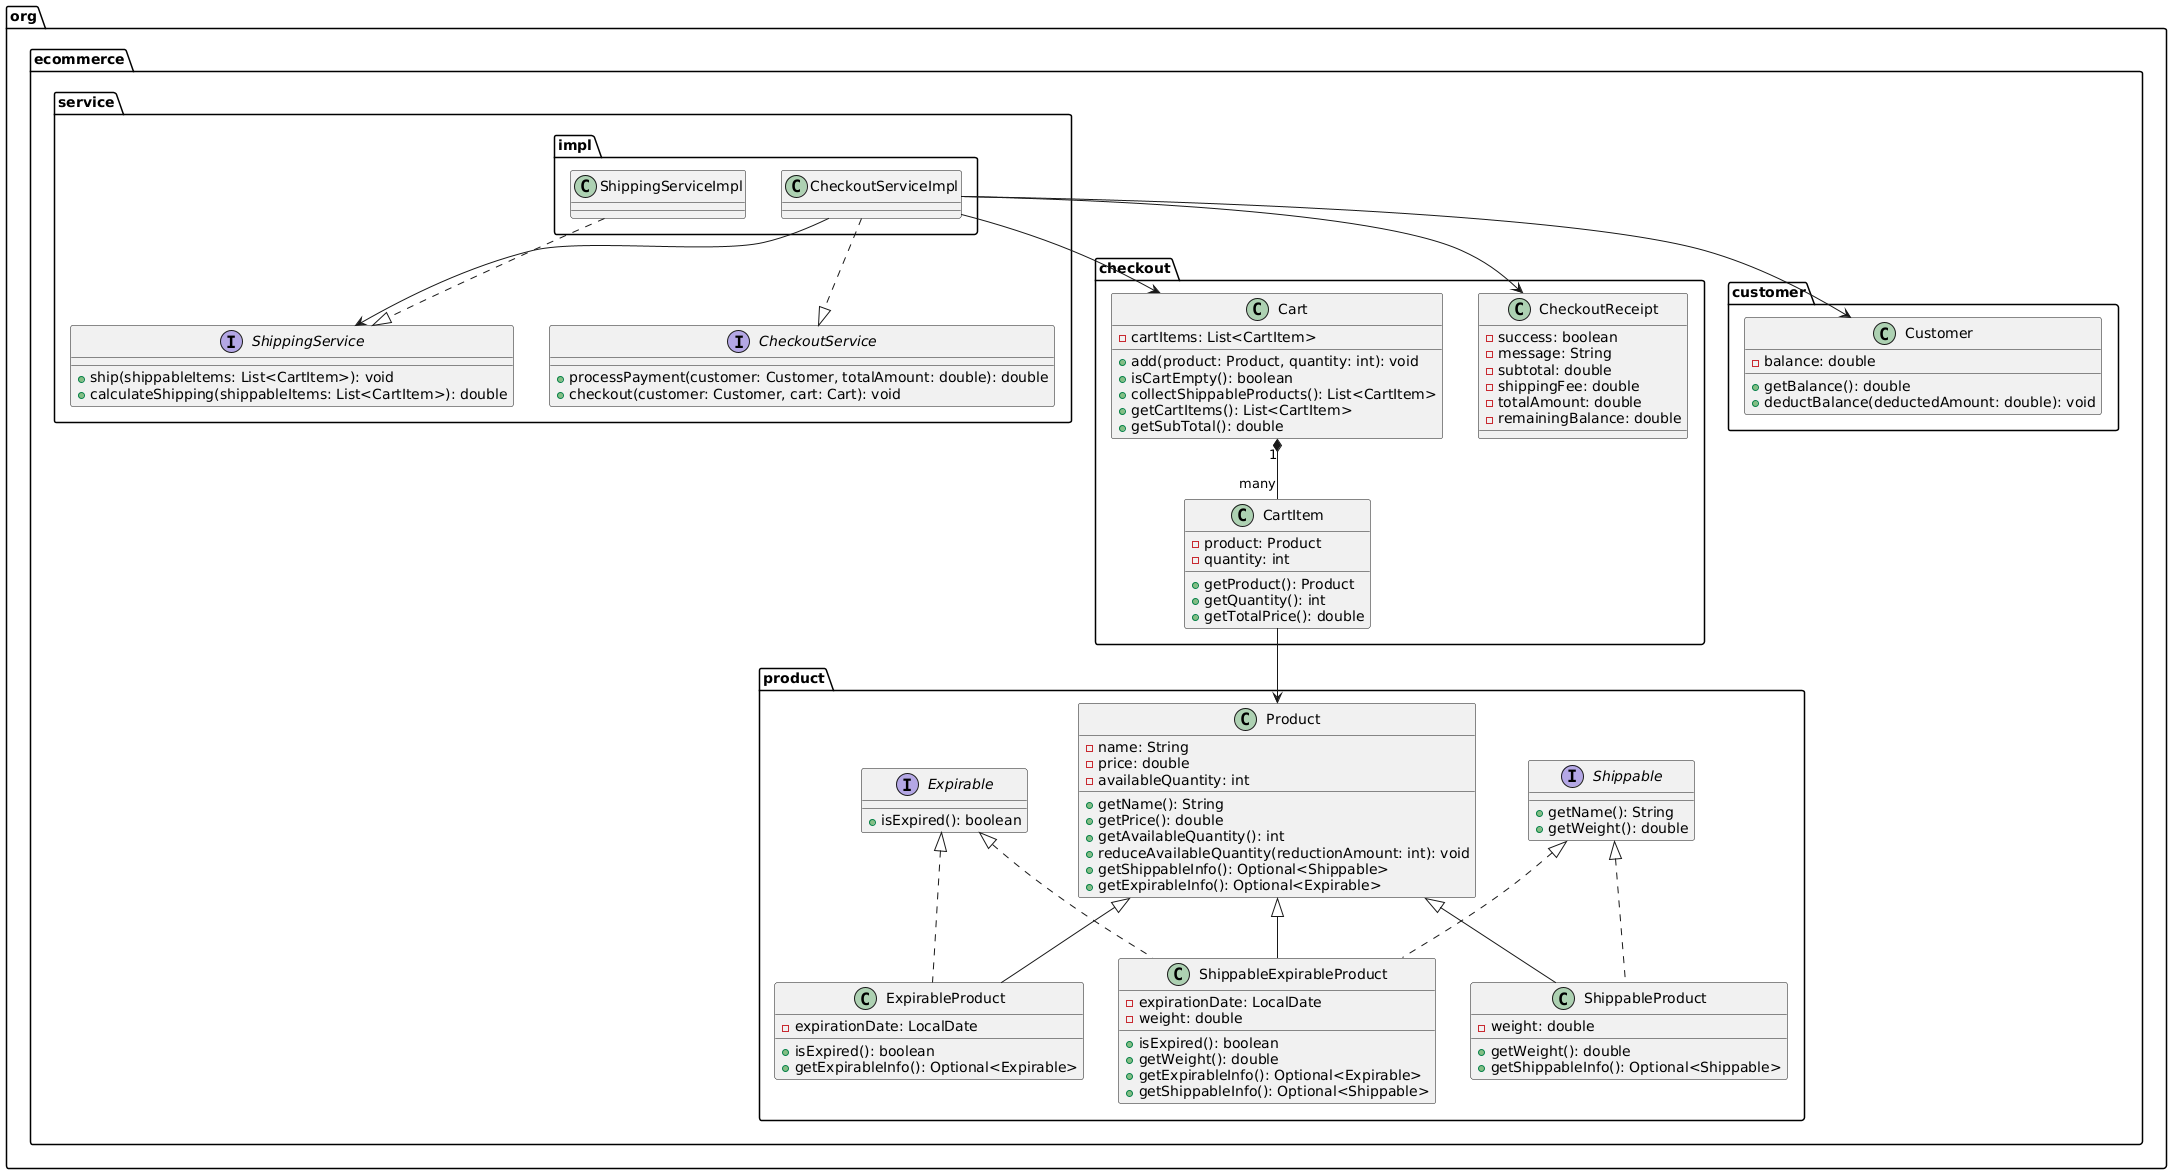 org
ecommerce
service
impl
C ShippingServiceImpl
C CheckoutServiceImpl
I ShippingService
ship(shippableItems: List<CartItem>): void
calculateShipping(shippableItems: List<CartItem>): double
I CheckoutService
processPayment(customer: Customer, totalAmount: double): double
checkout(customer: Customer, cart: Cart): void
checkout
C Cart
cartItems: List<CartItem>
add(product: Product, quantity: int): void
isCartEmpty(): boolean
collectShippableProducts(): List<CartItem>
getCartItems(): List<CartItem>
getSubTotal(): double
C CheckoutReceipt
success: boolean
message: String
subtotal: double
shippingFee: double
totalAmount: double
remainingBalance: double
customer
C Customer
balance: double
getBalance(): double
deductBalance(deductedAmount: double): void
1
many
C CartItem
product: Product
quantity: int
getProduct(): Product
getQuantity(): int
getTotalPrice(): double
product
I Expirable
isExpired(): boolean
C Product
name: String
price: double
availableQuantity: int
getName(): String
getPrice(): double
getAvailableQuantity(): int
reduceAvailableQuantity(reductionAmount: int): void
getShippableInfo(): Optional<Shippable>
getExpirableInfo(): Optional<Expirable>
I Shippable
getName(): String
getWeight(): double
C ExpirableProduct
expirationDate: LocalDate
isExpired(): boolean
getExpirableInfo(): Optional<Expirable>
C ShippableExpirableProduct
expirationDate: LocalDate
weight: double
isExpired(): boolean
getWeight(): double
getExpirableInfo(): Optional<Expirable>
getShippableInfo(): Optional<Shippable>
C ShippableProduct
weight: double
getWeight(): double
getShippableInfo(): Optional<Shippable>